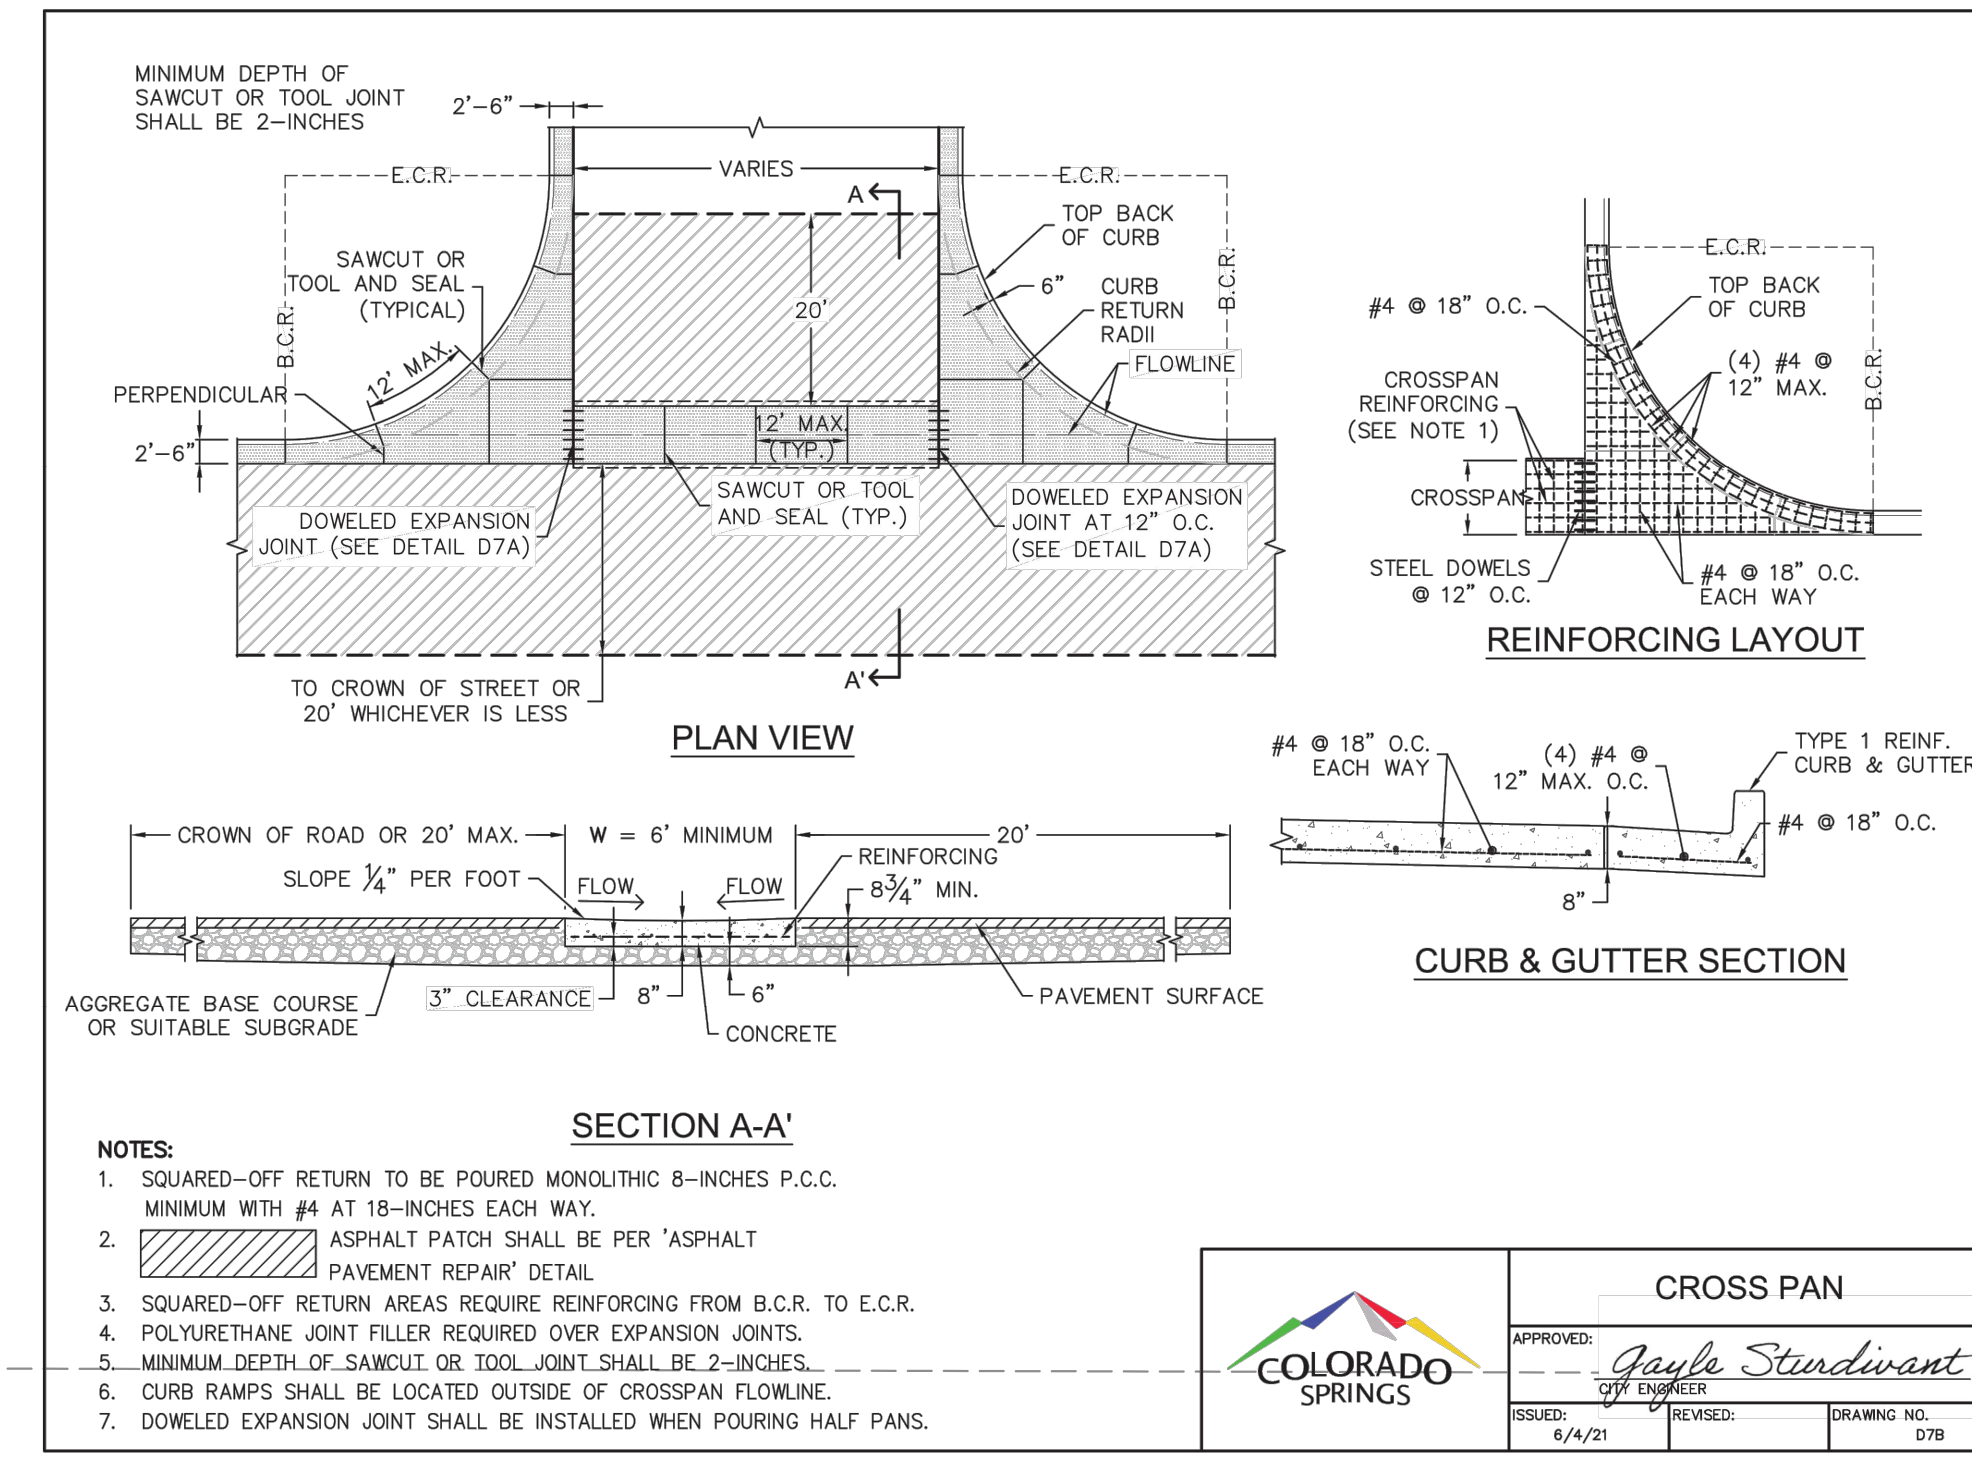 MINIMUM DEPTH OF
SAWCUT OR TOOL JOINT
SHALL BE 2-INCHES
2'-6"
E.C.R.
VARIES
E.C.R.
A
TOP BACK
OF CURB
SAWCUT OR
TOOL AND SEAL
(TYPICAL)
B.C.R.
20'
6"
CURB
RETURN
RADII
B.C.R.
FLOWLINE
12' MAX.
PERPENDICULAR
2'-6"
12' MAX.
(TYP.)
SAWCUT OR TOOL
AND SEAL (TYP.)
DOWELED EXPANSION
JOINT (SEE DETAIL D7A)
DOWELED EXPANSION
JOINT AT 12" O.C.
(SEE DETAIL D7A)
TO CROWN OF STREET OR
20' WHICHEVER IS LESS
A'
PLAN VIEW
E.C.R.
#4 @ 18" O.C.
TOP BACK
OF CURB
(4) #4 @
12" MAX.
B.C.R.
CROSSPAN
REINFORCING
(SEE NOTE 1)
CROSSPAN
STEEL DOWELS
@ 12" O.C.
#4 @ 18" O.C.
EACH WAY
REINFORCING LAYOUT
CROWN OF ROAD OR 20' MAX.
W = 6' MINIMUM
20'
SLOPE 1/4" PER FOOT
FLOW
FLOW
REINFORCING
8 3/4" MIN.
AGGREGATE BASE COURSE
OR SUITABLE SUBGRADE
3" CLEARANCE
8"
6"
CONCRETE
PAVEMENT SURFACE
SECTION A-A'
#4 @ 18" O.C.
EACH WAY
(4) #4 @
12" MAX. O.C.
TYPE 1 REINF.
CURB & GUTTER
#4 @ 18" O.C.
8"
CURB & GUTTER SECTION
NOTES:
1. SQUARED-OFF RETURN TO BE POURED MONOLITHIC 8-INCHES P.C.C.
MINIMUM WITH #4 AT 18-INCHES EACH WAY.
2. ASPHALT PATCH SHALL BE PER 'ASPHALT
PAVEMENT REPAIR' DETAIL
3. SQUARED-OFF RETURN AREAS REQUIRE REINFORCING FROM B.C.R. TO E.C.R.
4. POLYURETHANE JOINT FILLER REQUIRED OVER EXPANSION JOINTS.
5. MINIMUM DEPTH OF SAWCUT OR TOOL JOINT SHALL BE 2-INCHES.
6. CURB RAMPS SHALL BE LOCATED OUTSIDE OF CROSSPAN FLOWLINE.
7. DOWELED EXPANSION JOINT SHALL BE INSTALLED WHEN POURING HALF PANS.
COLORADO
SPRINGS
CROSS PAN
APPROVED:
Gayle Sturdivant
CITY ENGINEER
ISSUED:
6/4/21
REVISED:
DRAWING NO.
D7B